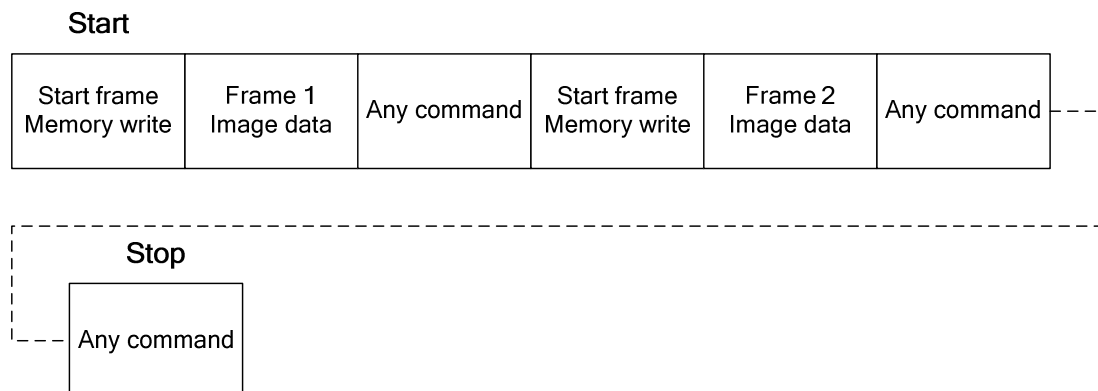 Start
Start frame
Memory write
Frame 1
Image data
Any command
Start frame
Memory write
Frame 2
Image data
Any command
Stop
Any command